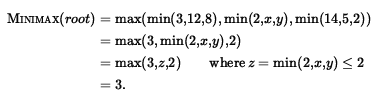 MINIMAX(root) = max(min(3,12,8),min(2,x,y),min(14,5,2))
= max(3,min(2,x,y),2)
= max(3,z,2) where z = min(2,x,y) ≤ 2
= 3.